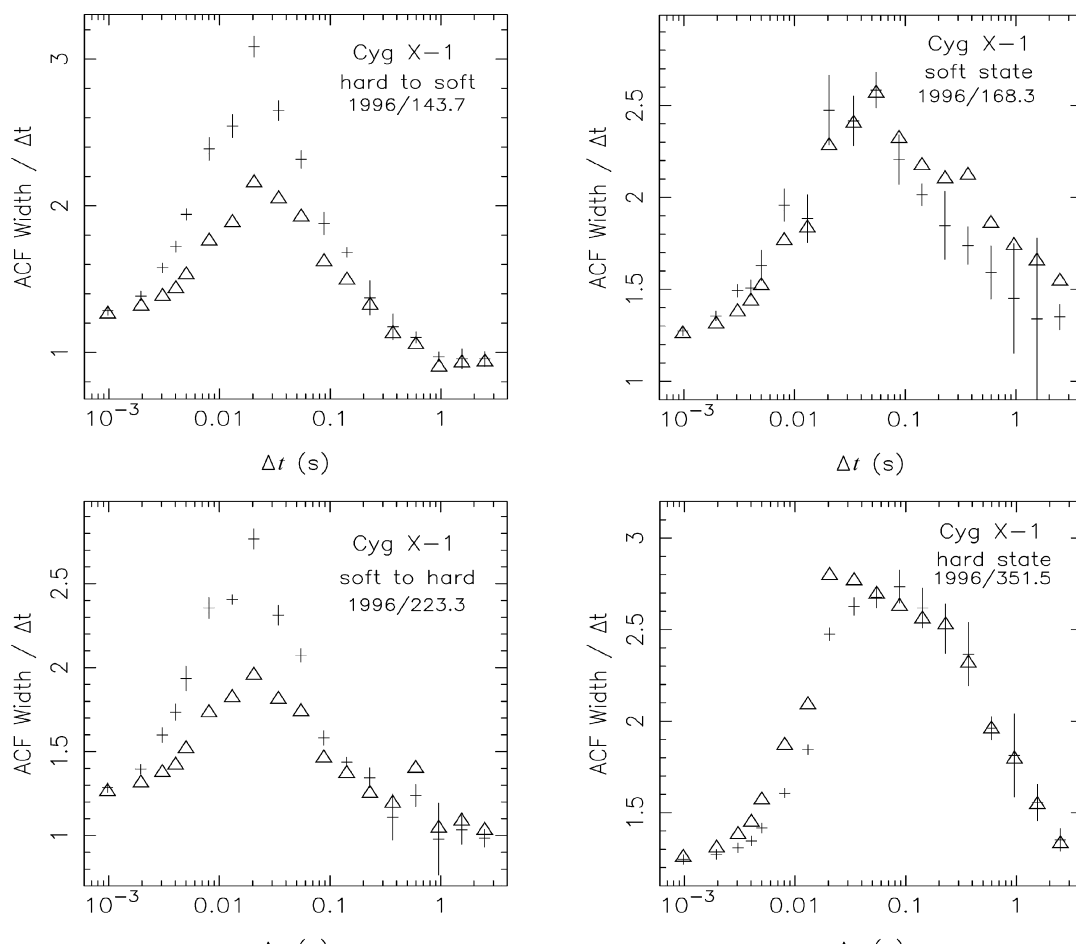 Cyg X−1
hard to soft
1996/143.7
ACF Width / Δt
3
2
1
10⁻³ 0.01 0.1 1
Δt (s)
Cyg X−1
soft state
1996/168.3
ACF Width / Δt
2.5
2
1.5
1
10⁻³ 0.01 0.1 1
Δt (s)
Cyg X−1
soft to hard
1996/223.3
ACF Width / Δt
2.5
2
1.5
1
10⁻³ 0.01 0.1 1
Cyg X−1
hard state
1996/351.5
ACF Width / Δt
3
2.5
2
1.5
10⁻³ 0.01 0.1 1